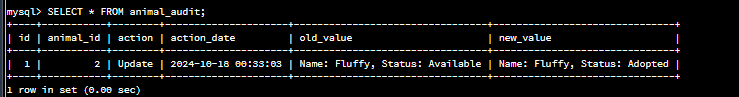 mysql> SELECT * FROM animal_audit;
+----+-----------+--------+---------------------+---------------------------------+-------------------------------+
| id | animal_id | action | action_date         | old_value                       | new_value                     |
+----+-----------+--------+---------------------+---------------------------------+-------------------------------+
|  1 |         2 | Update | 2024-10-18 00:33:03 | Name: Fluffy, Status: Available | Name: Fluffy, Status: Adopted |
+----+-----------+--------+---------------------+---------------------------------+-------------------------------+
1 row in set (0.00 sec)